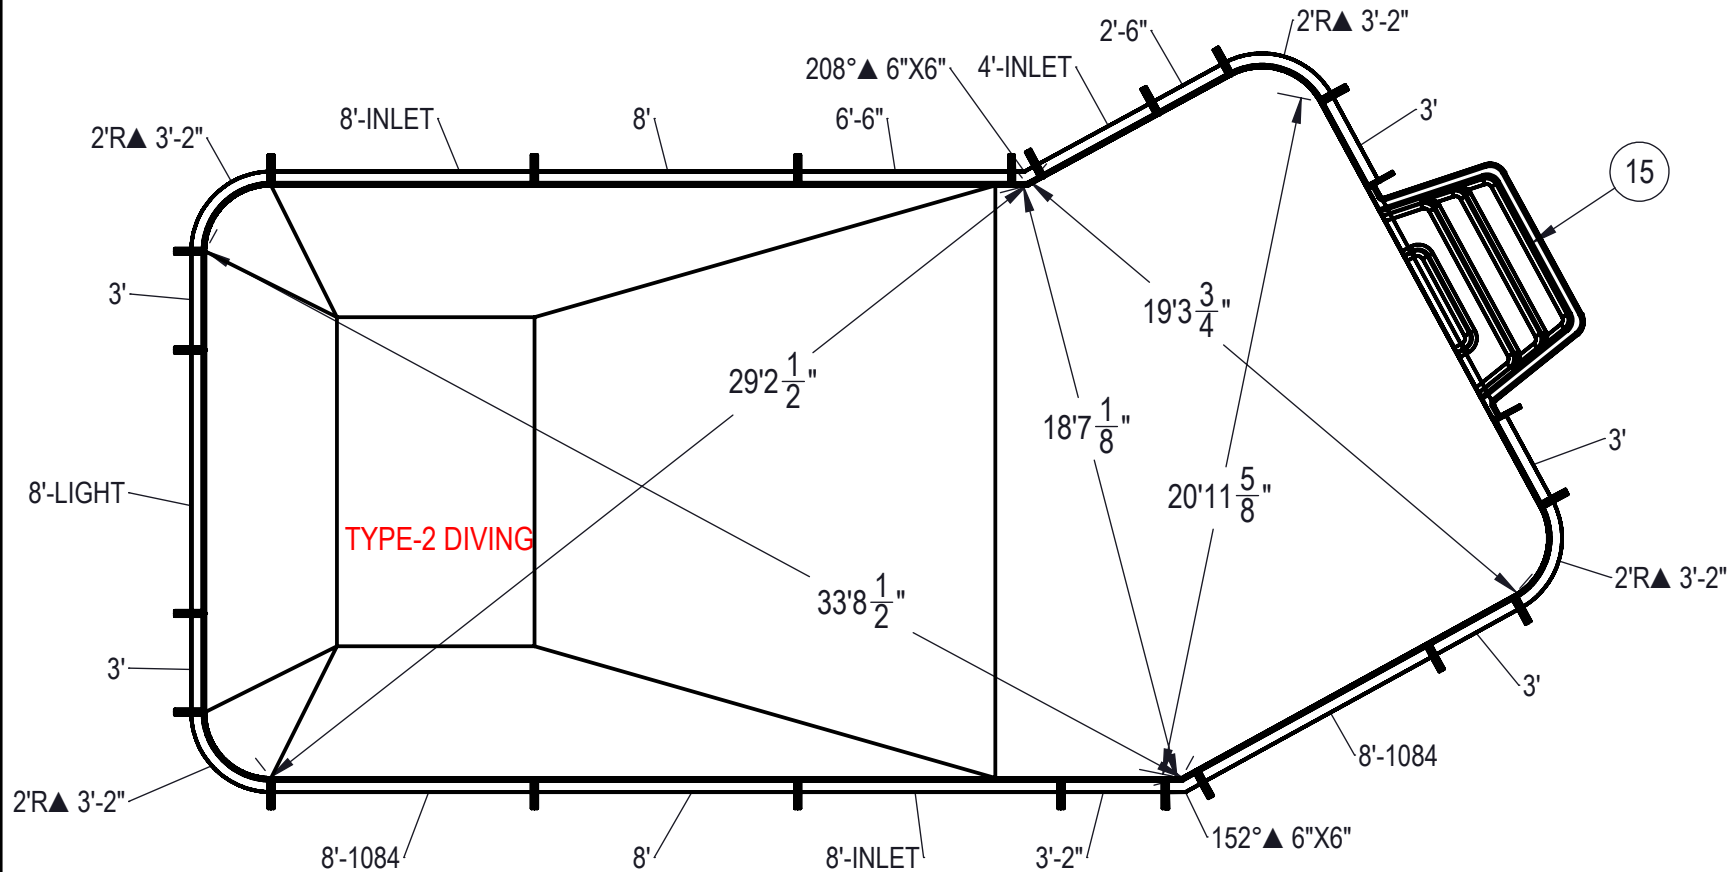 2'-6"
2'R▲ 3'-2"
208°▲ 6"X6"
4'-INLET
2'R▲ 3'-2"
8'-INLET
8'
6'-6"
3'
15
3'
19'3 3/4"
29'2 1/2"
18'7 1/8"
3'
8'-LIGHT
20'11 5/8"
TYPE-2 DIVING
2'R▲ 3'-2"
33'8 1/2"
3'
3'
8'-1084
2'R▲ 3'-2"
152°▲ 6"X6"
8'-1084
8'
8'-INLET
3'-2"